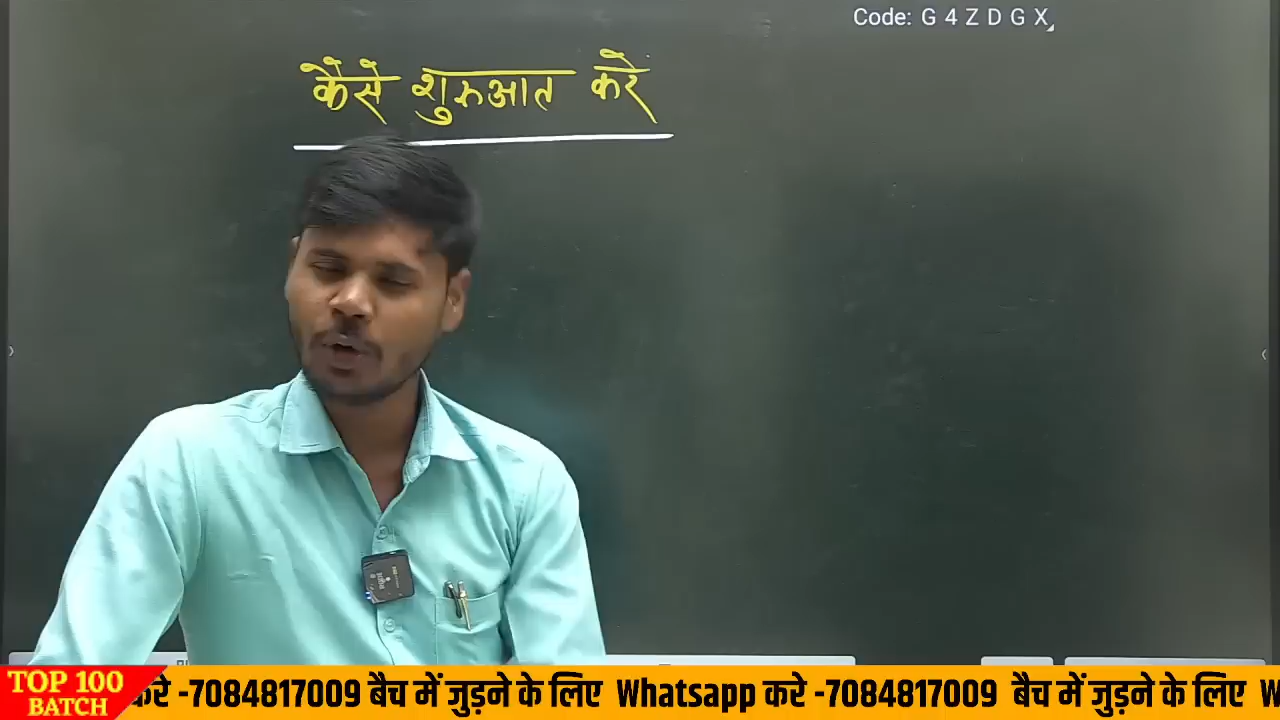 Code: G 4 Z D G X
कैसे शुरुआत करे
TOP 100
BATCH
करे -7084817009 बैच में जुड़ने के लिए Whatsapp करे -7084817009 बैच में जुड़ने के लिए W